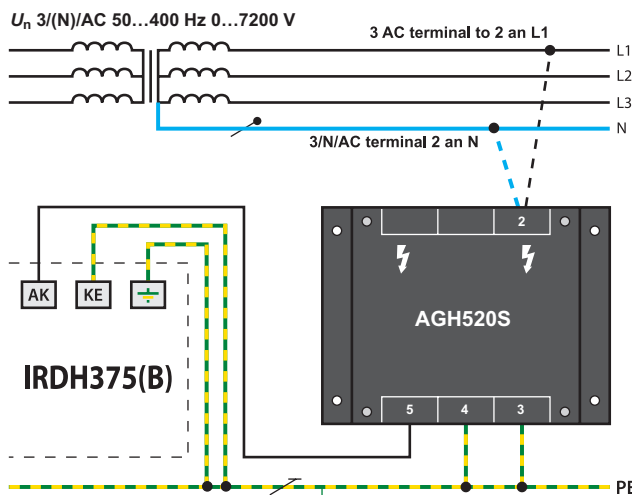 Un 3/(N)/AC 50...400 Hz 0...7200 V
3 AC terminal to 2 an L1
L1
L2
L3
N
3/N/AC terminal 2 an N
2
AK
KE
AGH520S
IRDH375(B)
5
4
3
PE